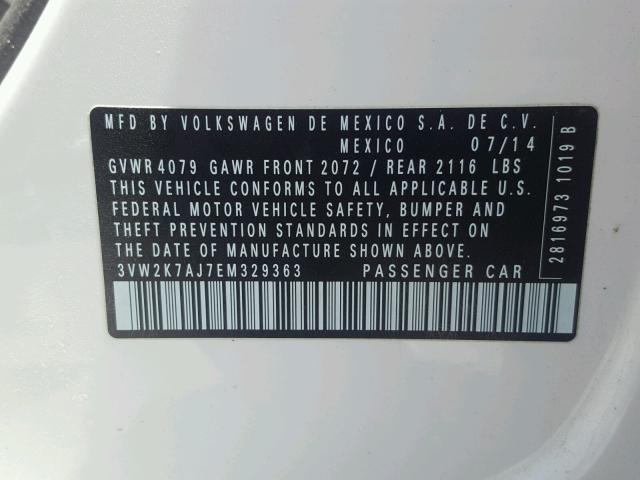 MFD BY VOLKSWAGEN DE MEXICO S.A. DE C.V.
MEXICO 07/14
GVWR 4079 GAWR FRONT 2072 / REAR 2116 LBS
THIS VEHICLE CONFORMS TO ALL APPLICABLE U.S.
FEDERAL MOTOR VEHICLE SAFETY, BUMPER AND
THEFT PREVENTION STANDARDS IN EFFECT ON
THE DATE OF MANUFACTURE SHOWN ABOVE.
3VW2K7AJ7EM329363 PASSENGER CAR
2816973 1019 B